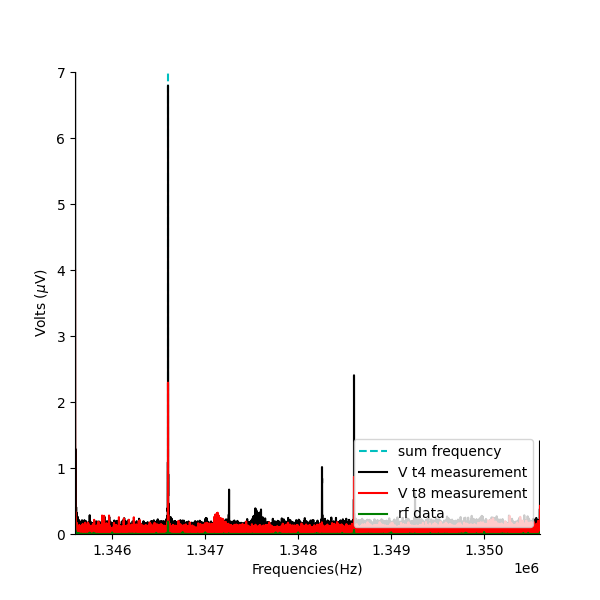 7
6
5
4
3
2
1
0
Volts (μV)
1.346 1.347 1.348 1.349 1.350
1e6
Frequencies(Hz)
sum frequency
V t4 measurement
V t8 measurement
rf data